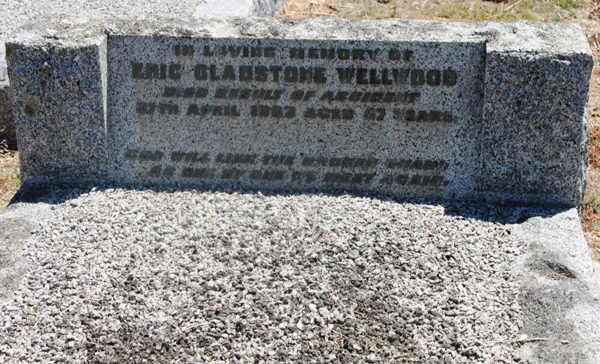 IN LOVING MEMORY OF
ERIC GLADSTONE WELLWOOD
DIED RESULT OF ACCIDENT
APRIL AGED 57 YEARS.
WILL LINK THE BROKEN CHAIN
AS ONE BY ONE WE MEET AGAIN